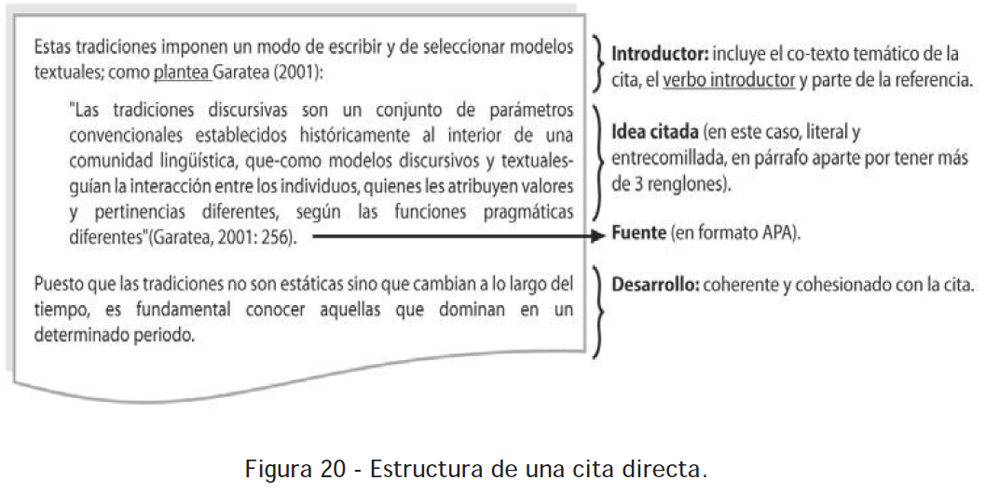 Estas tradiciones imponen un modo de escribir y de seleccionar modelos
textuales; como plantea Garatea (2001):
"Las tradiciones discursivas son un conjunto de parámetros
convencionales establecidos históricamente al interior de una
comunidad lingüística, que-como modelos discursivos y textuales-
guían la interacción entre los individuos, quienes les atribuyen valores
y pertinencias diferentes, según las funciones pragmáticas
diferentes"(Garatea, 2001: 256).
Puesto que las tradiciones no son estáticas sino que cambian a lo largo del
tiempo, es fundamental conocer aquellas que dominan en un
determinado periodo.
Introductor: incluye el co-texto temático de la
cita, el verbo introductor y parte de la referencia.
Idea citada (en este caso, literal y
entrecomillada, en párrafo aparte por tener más
de 3 renglones).
Fuente (en formato APA).
Desarrollo: coherente y cohesionado con la cita.
Figura 20 - Estructura de una cita directa.